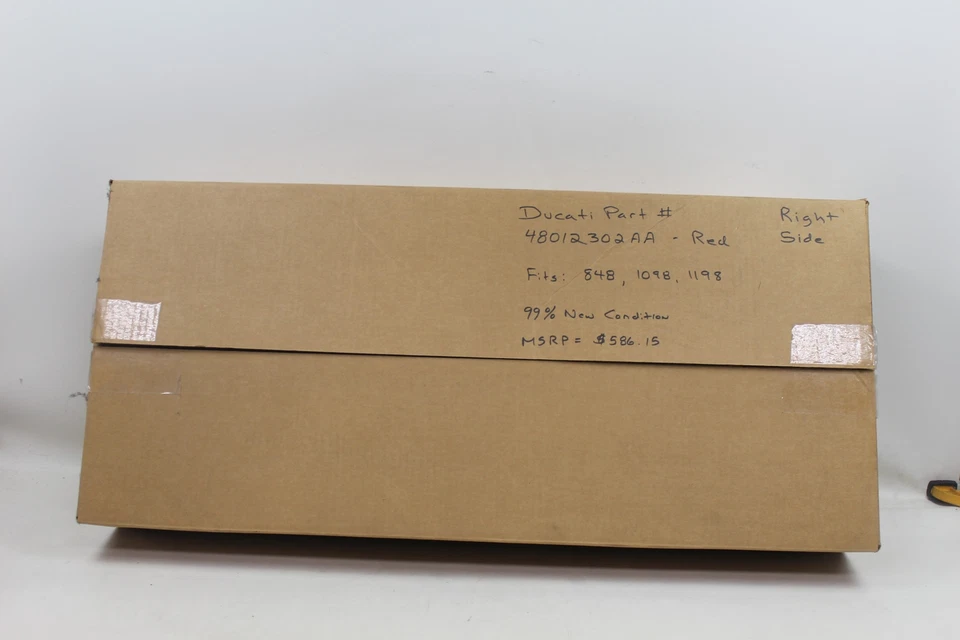 Ducati Part # Right
48012302AA - Red Side
Fits: 848, 1098, 1198
99% New Condition
MSRP = $586.15